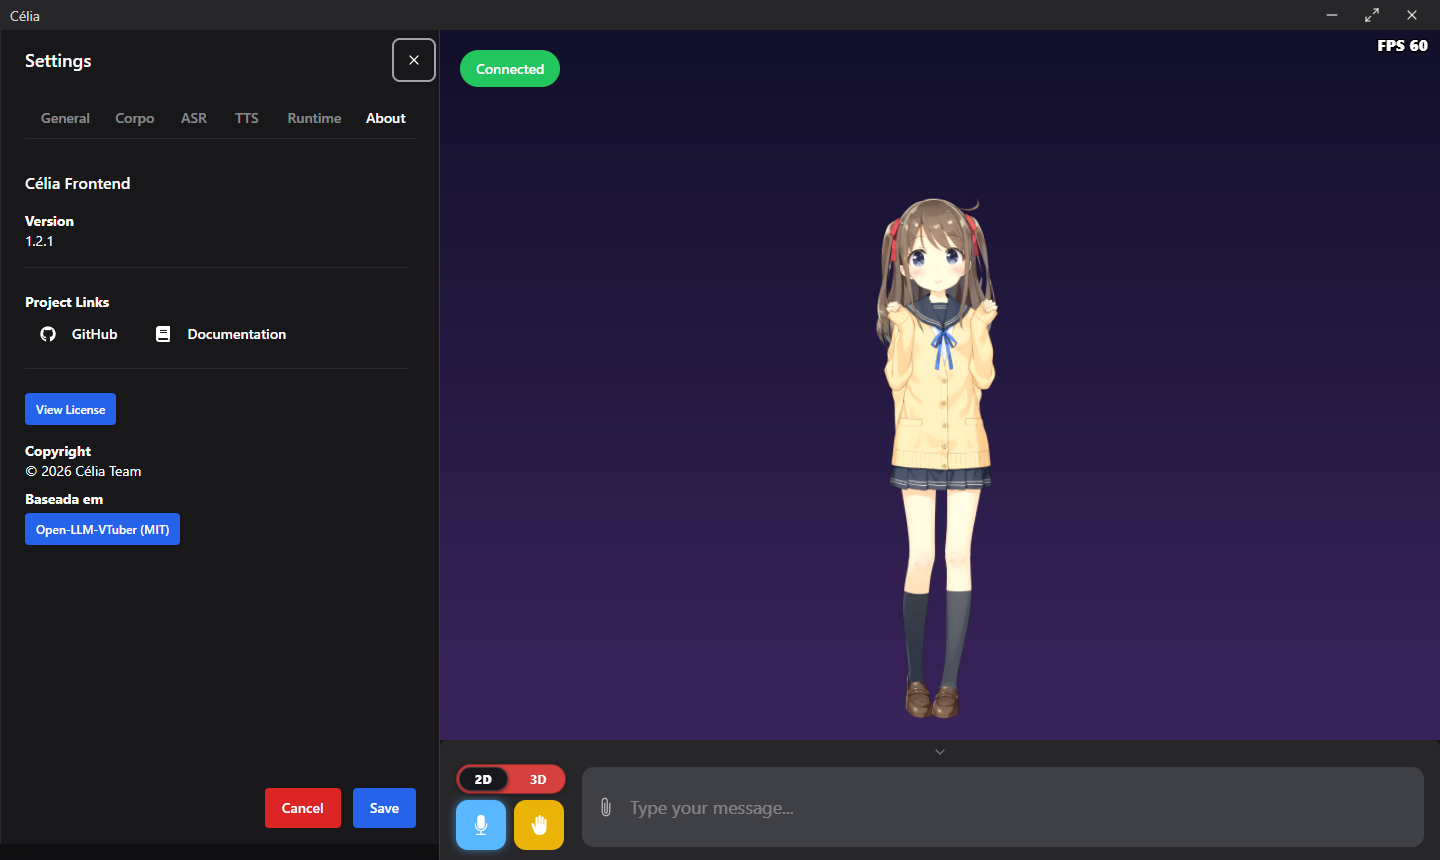 Célia
Settings
General Corpo ASR TTS Runtime About
Célia Frontend
Version
1.2.1
Project Links
GitHub Documentation
View License
Copyright
© 2026 Célia Team
Baseada em
Open-LLM-VTuber (MIT)
Cancel Save
Connected
FPS 60
2D 3D
Type your message...